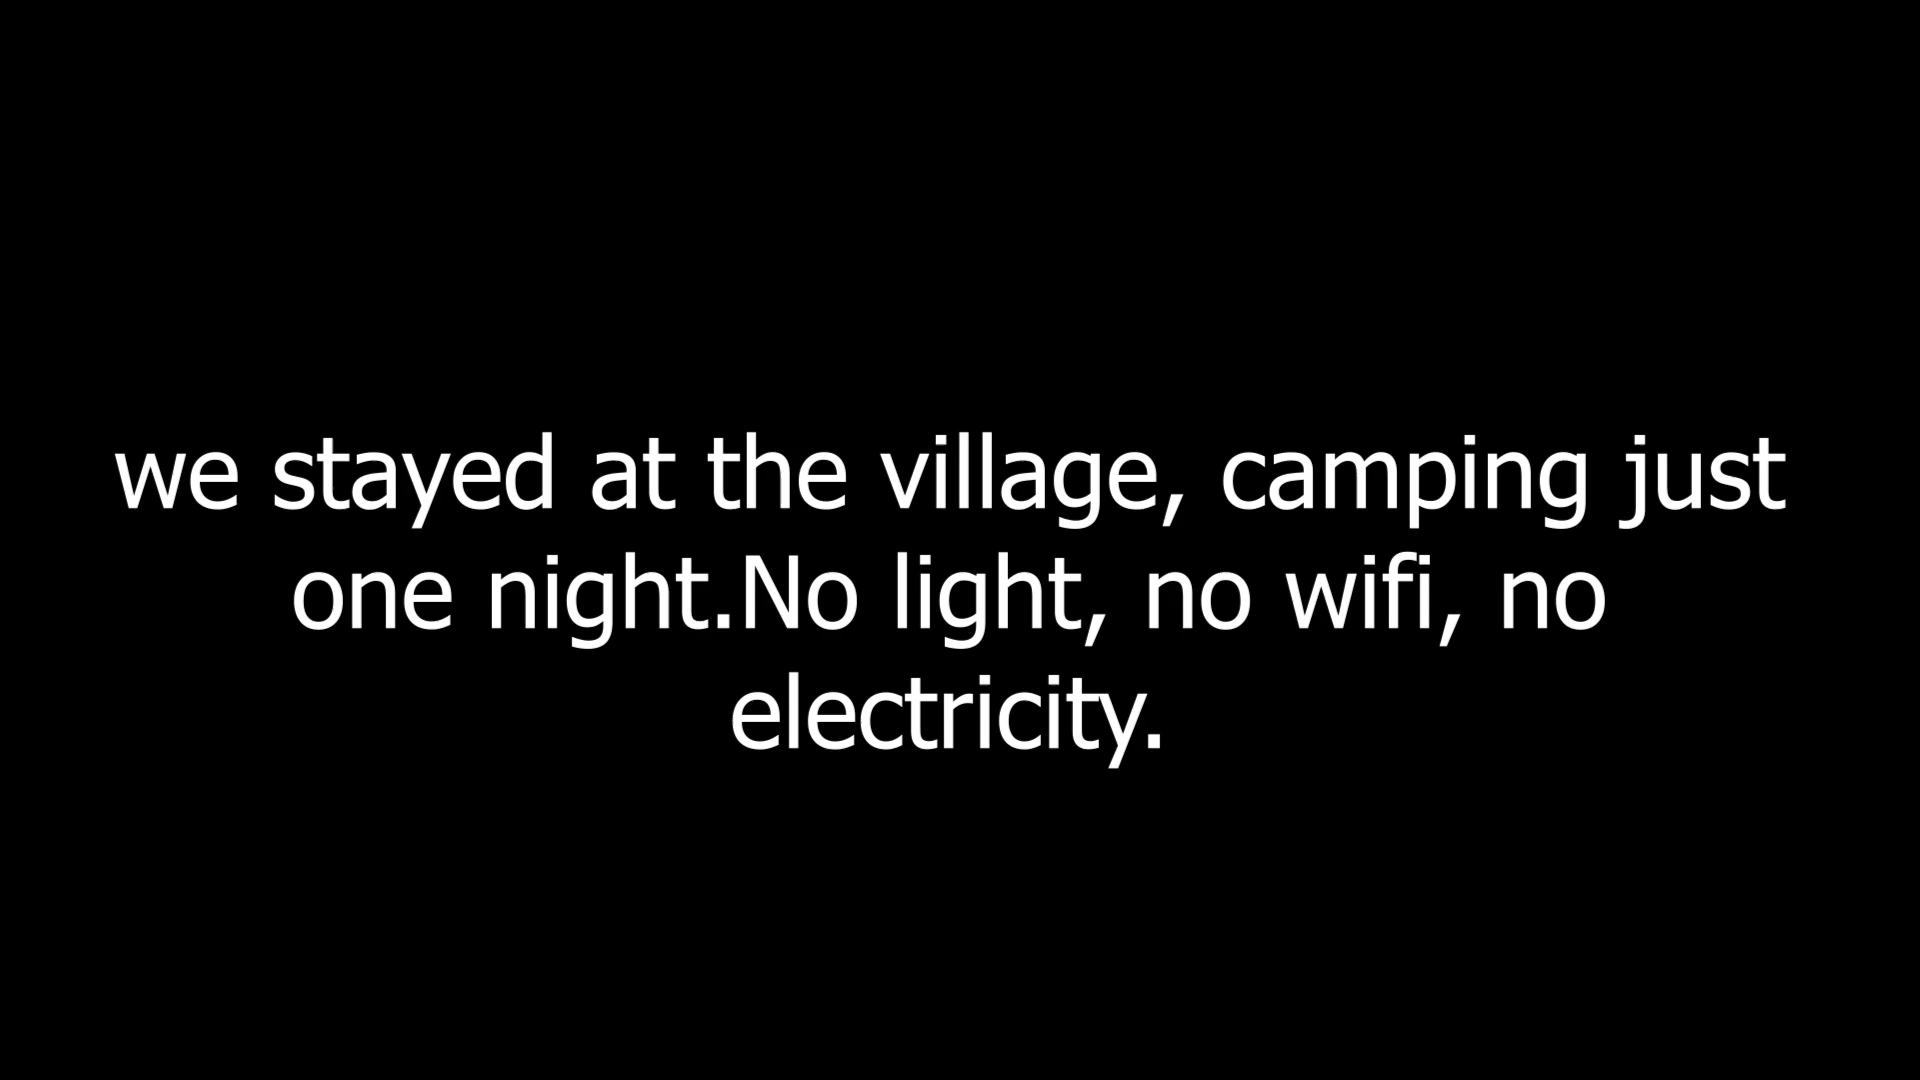 we stayed at the village, camping just
one night.No light, no wifi, no
electricity.